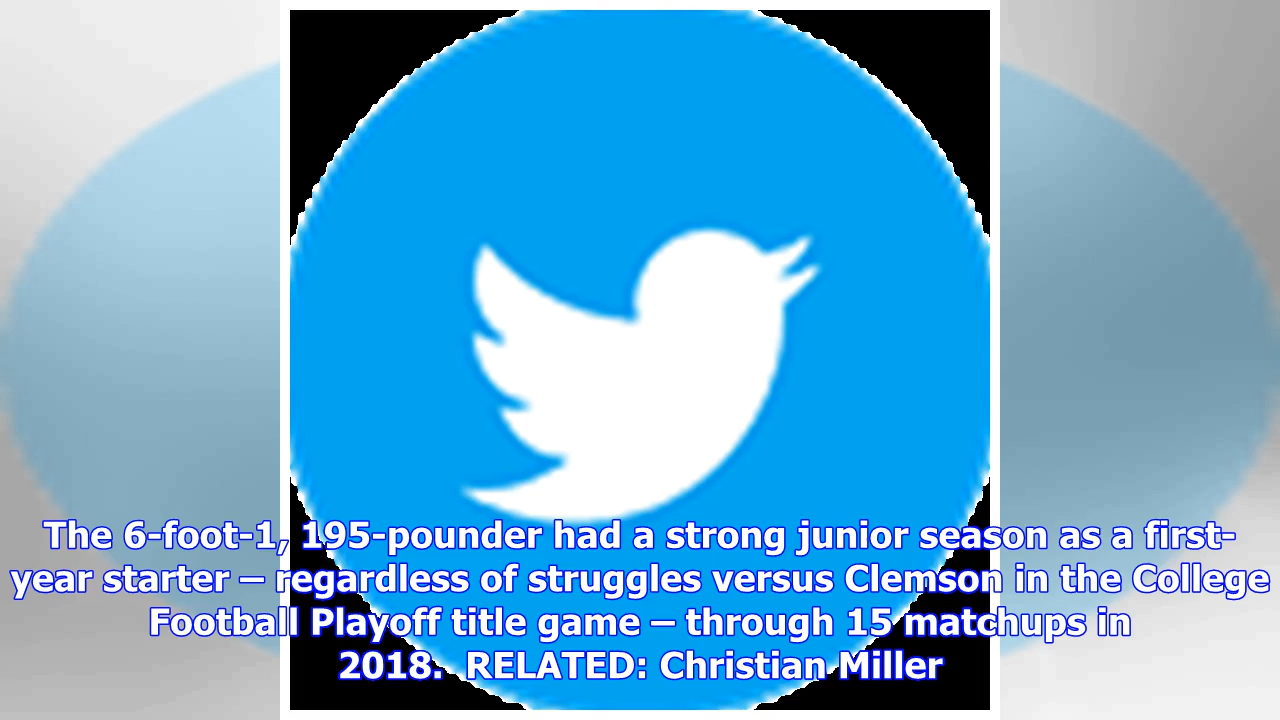 The 6-foot-1, 195-pounder had a strong junior season as a first-
year starter – regardless of struggles versus Clemson in the College
Football Playoff title game – through 15 matchups in
2018.  RELATED: Christian Miller